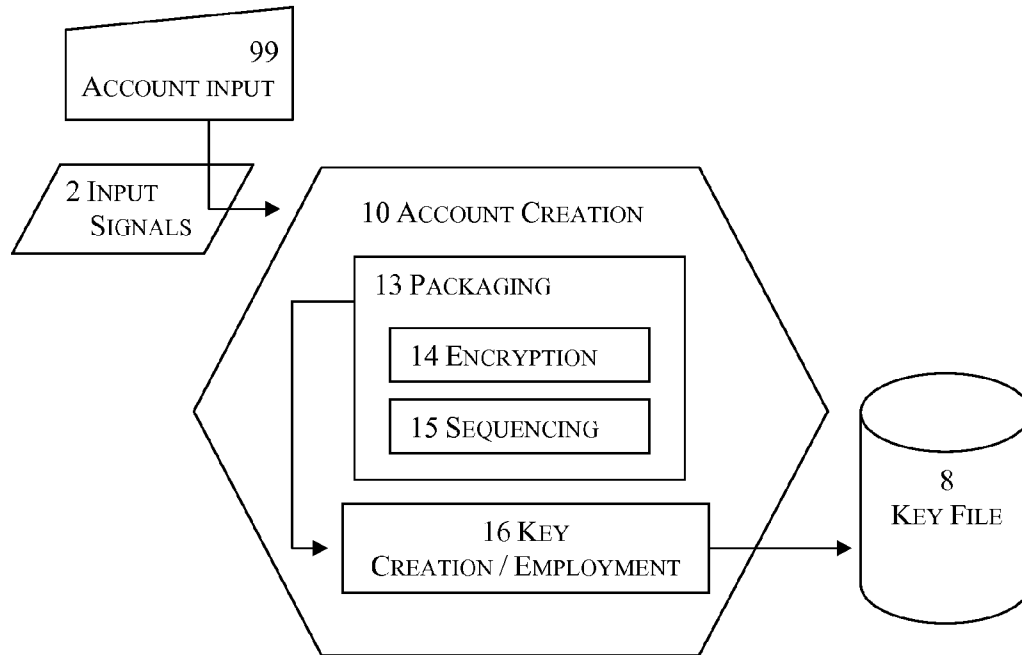 99
ACCOUNT INPUT
2 INPUT
SIGNALS
10 ACCOUNT CREATION
13 PACKAGING
14 ENCRYPTION
15 SEQUENCING
16 KEY
CREATION / EMPLOYMENT
8
KEY FILE